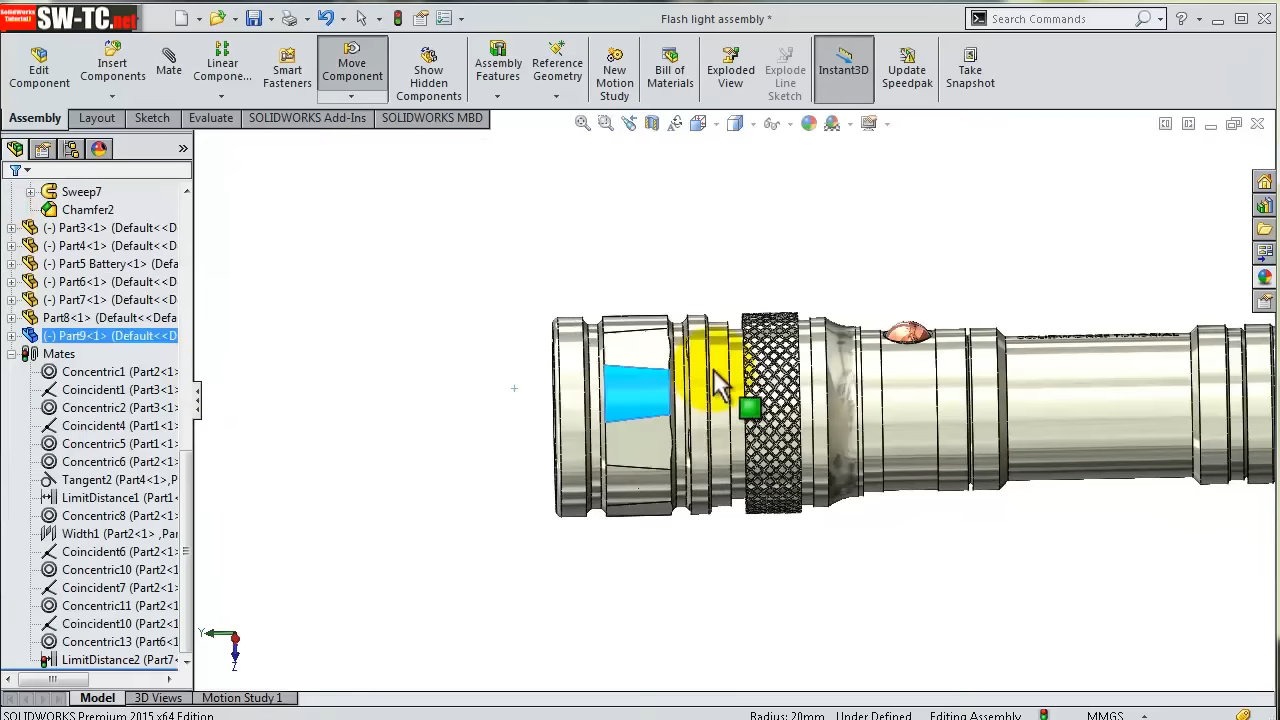 SolidWorks Tutorial
SW-TC.net
Flash light assembly *
Search Commands
Edit Component
Insert Components
Mate
Linear Compone...
Smart Fasteners
Move Component
Show Hidden Components
Assembly Features
Reference Geometry
New Motion Study
Bill of Materials
Exploded View
Explode Line Sketch
Instant3D
Update Speedpak
Take Snapshot
Assembly Layout Sketch Evaluate SOLIDWORKS Add-Ins SOLIDWORKS MBD
Sweep7
Chamfer2
(-) Part3<1> (Default<<D
(-) Part4<1> (Default<<D
Part5 Battery<1> (Defa
(-) Part6<1> (Default<<D
(-) Part7<1> (Default<<D
Part8<1> (Default<<Defa
(-) Part9<1> (Default<<D
Mates
Concentric1 (Part2<
Coincident1 (Part3<1
Concentric2 (Part3<1
Coincident4 (Part2<1
Concentric5 (Part2<1
Concentric6 (Part2<1
Tangent2 (Part4<1>,P
LimitDistance1 (Part1<
Concentric8 (Part2<1
Width1 (Part2<1> ,Par
Coincident6 (Part2<1
Concentric10 (Part2<
Coincident7 (Part2<1
Concentric11 (Part2<
Coincident10 (Part2<
Concentric13 (Part6<
LimitDistance2 (Part7<
SOLIDWORKS TUTORIAL
Y
Z
Model 3D Views Motion Study 1
SOLIDWORKS Premium 2015 x64 Edition Radius: 20mm Under Defined Editing Assembly MMGS